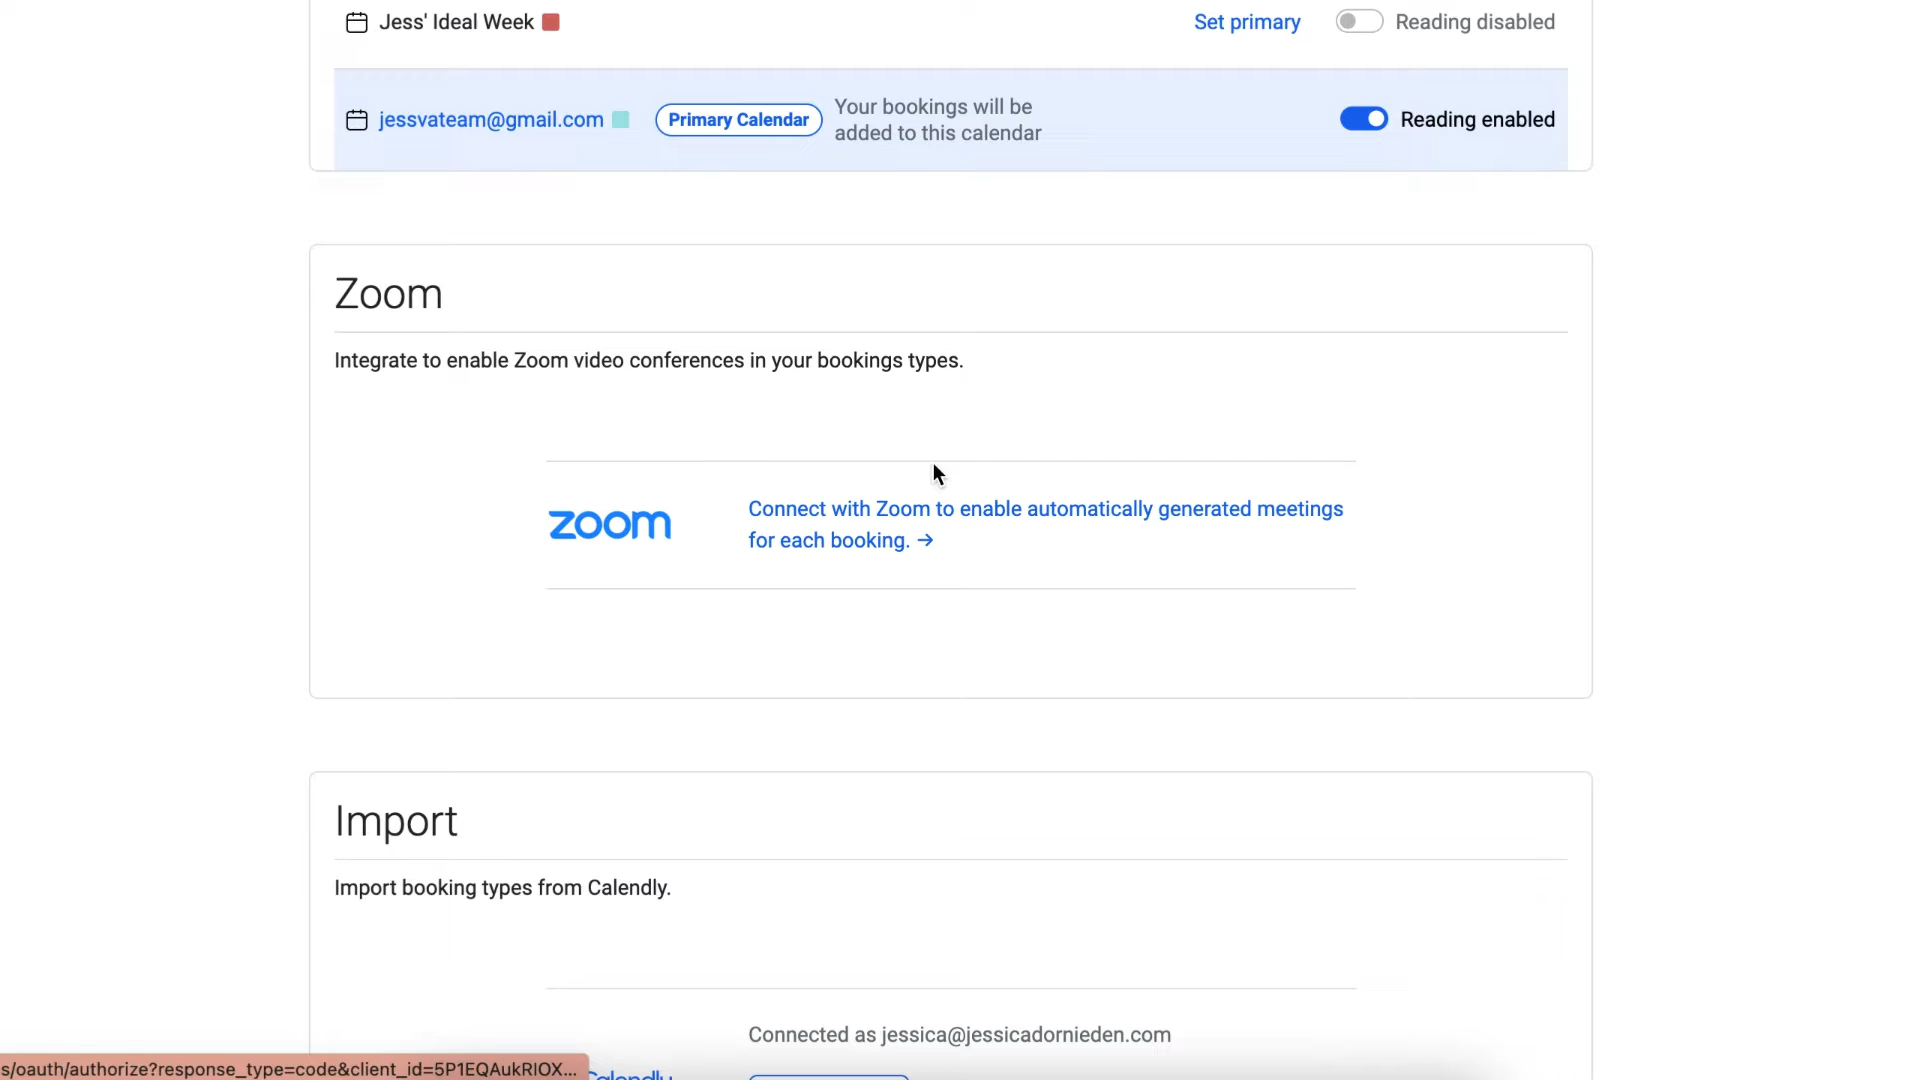 Jess' Ideal Week Set primary Reading disabled
jessvateam@gmail.com Primary Calendar Your bookings will be
added to this calendar Reading enabled
Zoom
Integrate to enable Zoom video conferences in your bookings types.
zoom Connect with Zoom to enable automatically generated meetings
for each booking. →
Import
Import booking types from Calendly.
Connected as jessica@jessicadornieden.com
s/oauth/authorize?response_type=code&client_id=5P1EQAukRIOX...
Calendly